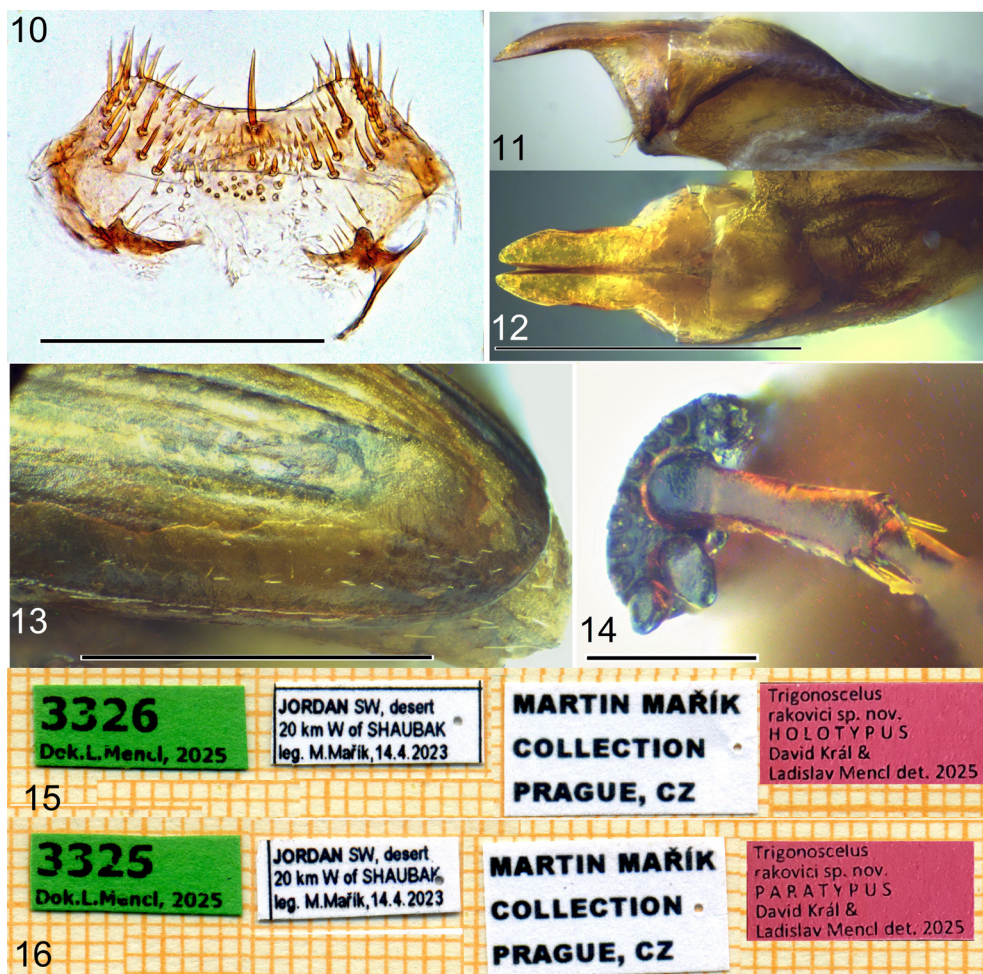 10
11
12
13
14
3326
Dok.L.Mencl, 2025
JORDAN SW, desert
20 km W of SHAUBAK
leg. M.Mařík,14.4.2023
MARTIN MAŘÍK
COLLECTION
PRAGUE, CZ
Trigonoscelus
rakovici sp. nov.
HOLOTYPUS
David Král &
Ladislav Mencl det. 2025
15
3325
Dok.L.Mencl, 2025
JORDAN SW, desert
20 km W of SHAUBAK
leg. M.Mařík,14.4.2023
MARTIN MAŘÍK
COLLECTION
PRAGUE, CZ
Trigonoscelus
rakovici sp. nov.
PARATYPUS
David Král &
Ladislav Mencl det. 2025
16